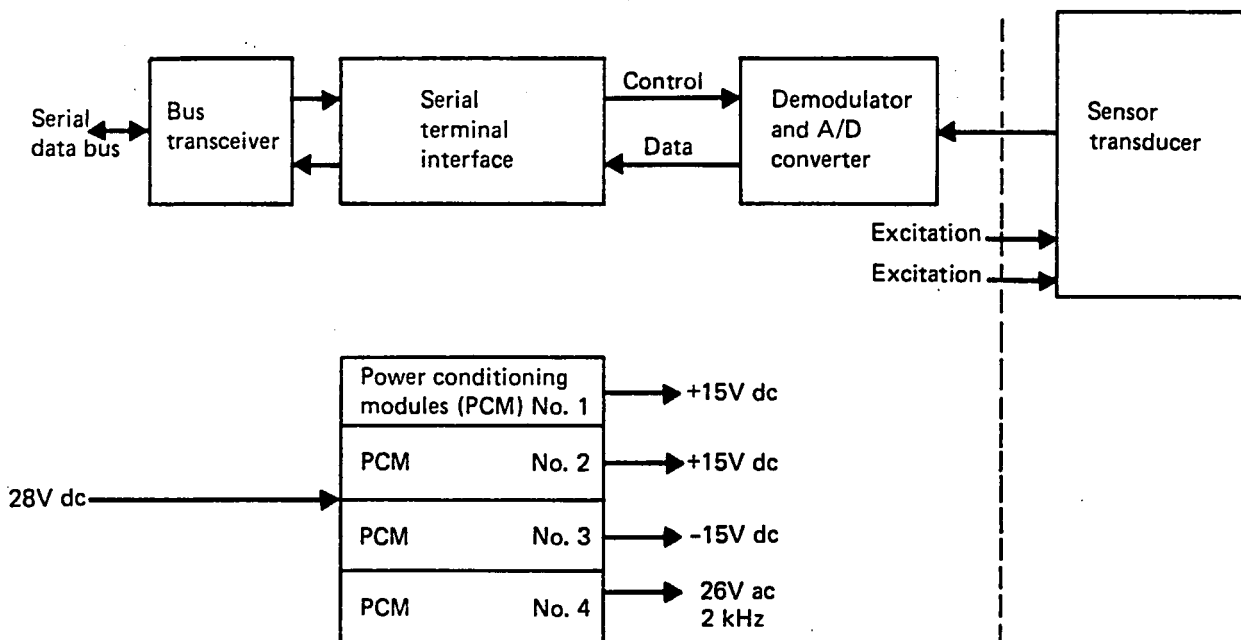 Serial
data bus
Bus
transceiver
Serial
terminal
interface
Control
Data
Demodulator
and A/D
converter
Sensor
transducer
Excitation
Excitation
28V dc
Power conditioning
modules (PCM) No. 1
+15V dc
PCM No. 2
+15V dc
PCM No. 3
-15V dc
PCM No. 4
26V ac
2 kHz